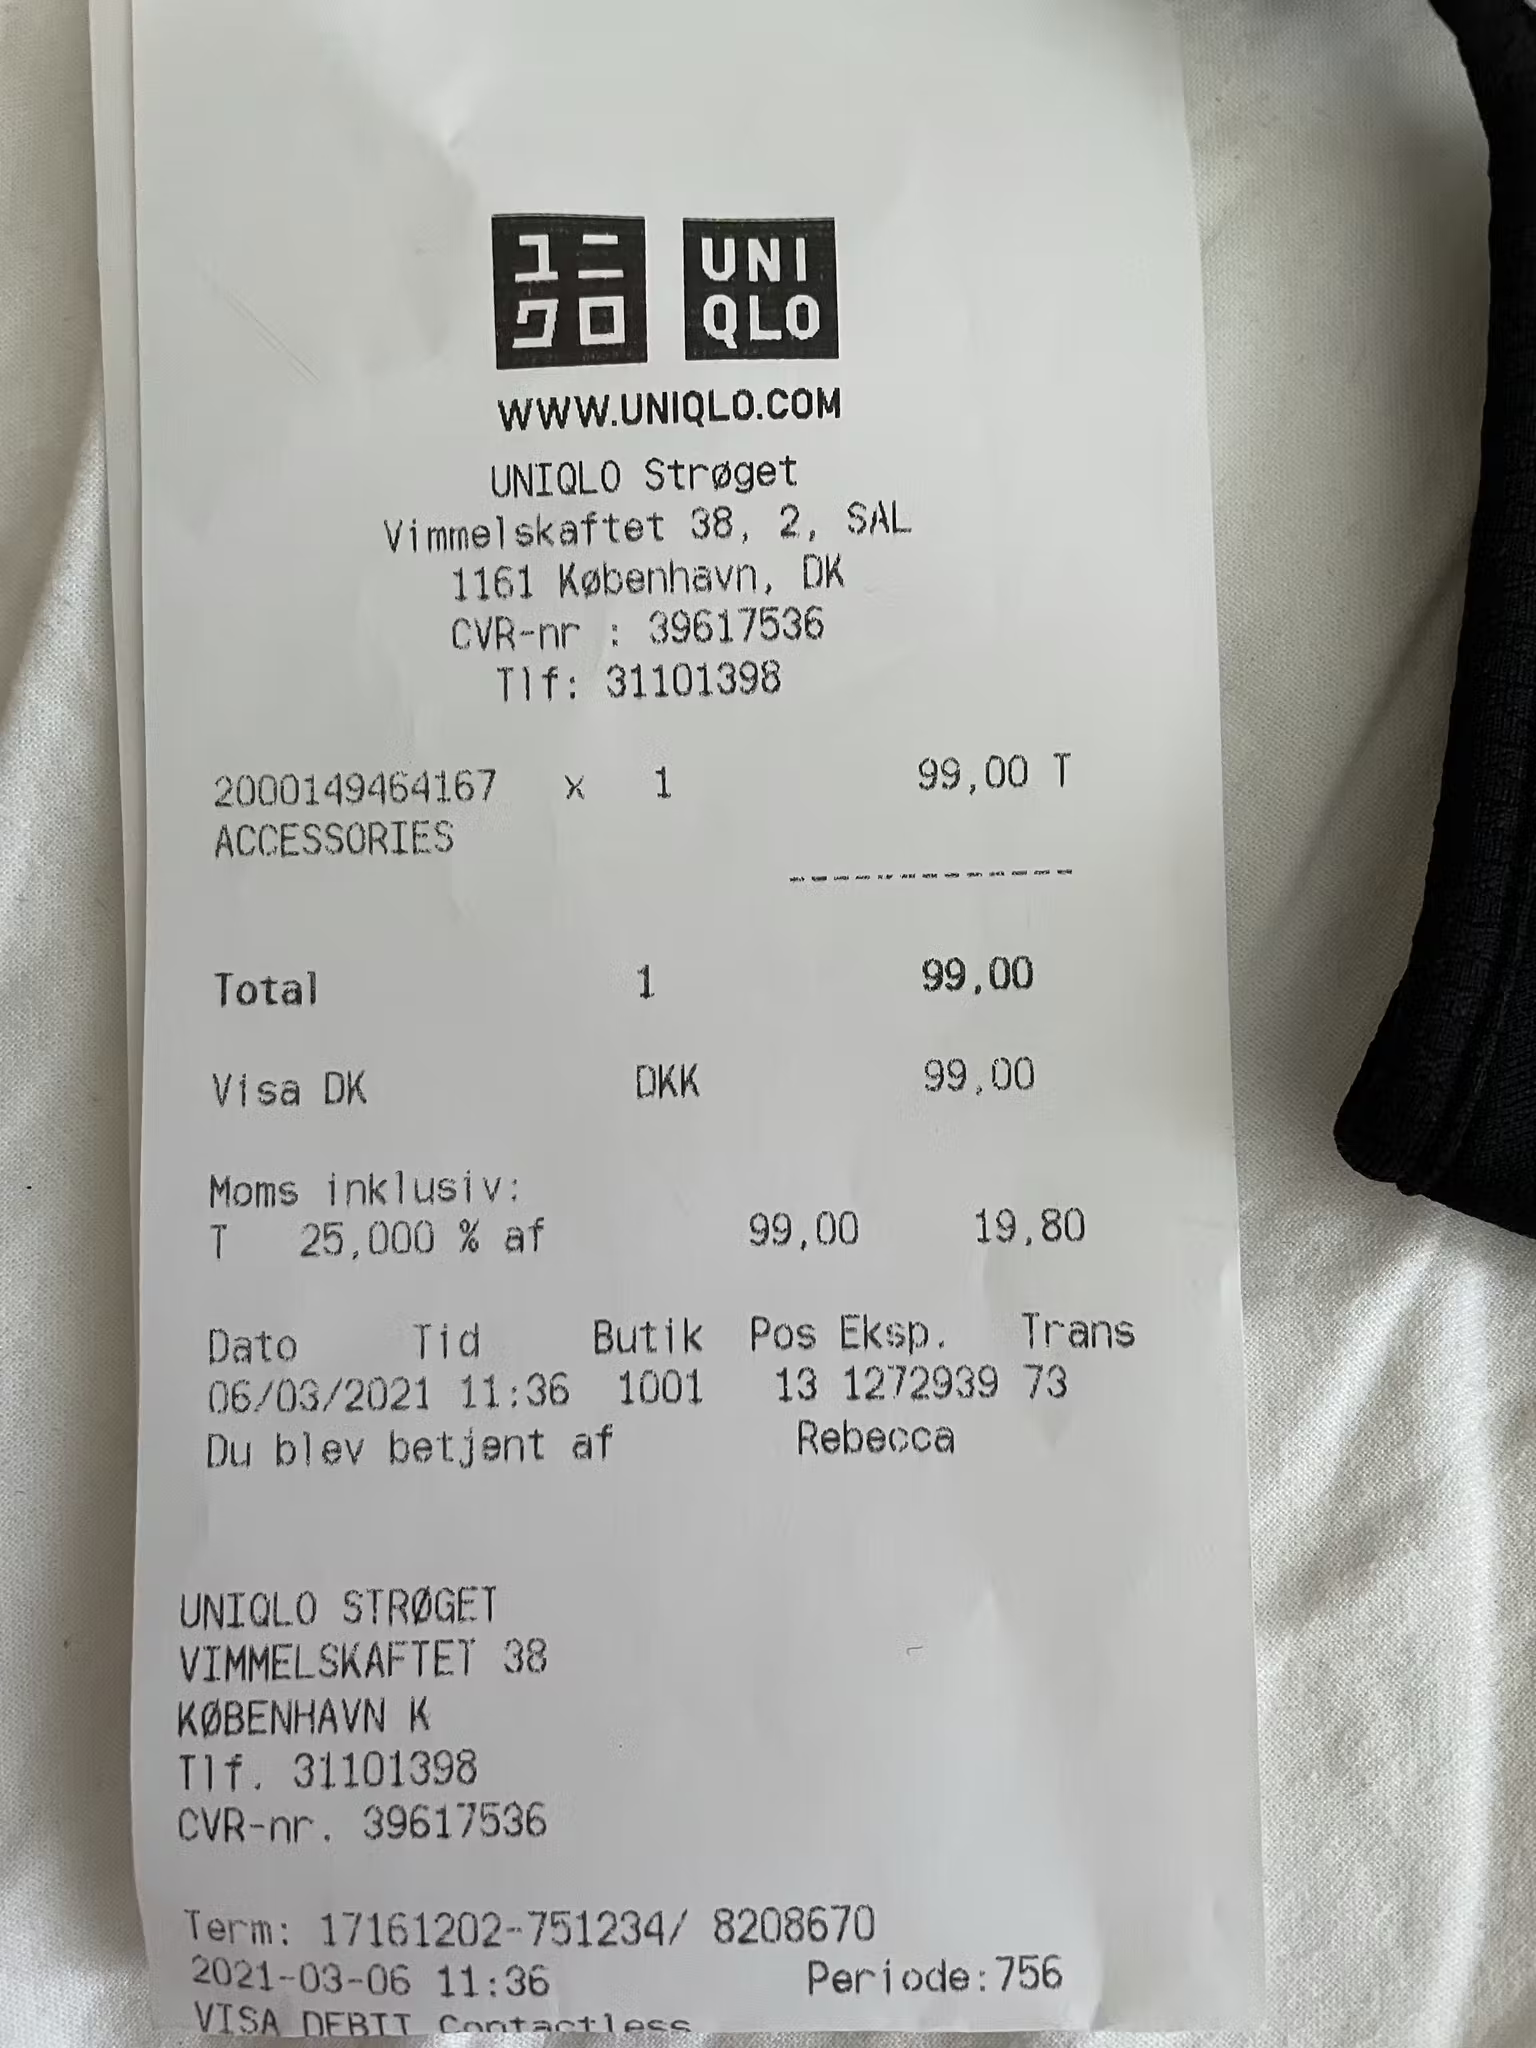 ユニ UNI
クロ QLO
WWW.UNIQLO.COM
UNIQLO Strøget
Vimmelskaftet 38, 2, SAL
1161 København, DK
CVR-nr : 39617536
Tlf: 31101398
2000149464167 x 1 99,00 T
ACCESSORIES
--------------
Total 1 99,00
Visa DK DKK 99,00
Moms inklusiv:
T 25,000 % af 99,00 19,80
Dato Tid Butik Pos Eksp. Trans
06/03/2021 11:36 1001 13 1272939 73
Du blev betjent af Rebecca
UNIQLO STRØGET
VIMMELSKAFTET 38
KØBENHAVN K
Tlf. 31101398
CVR-nr. 39617536
Term: 17161202-751234/ 8208670
2021-03-06 11:36 Periode:756
VISA DEBIT Contactless